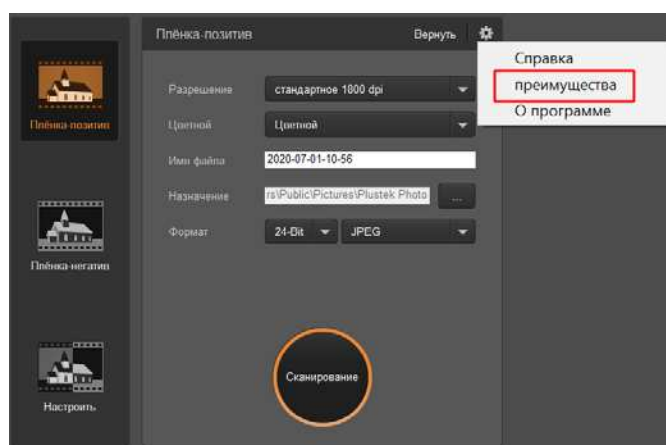 Плёнка-позитив
Вернуть
Справка
преимущества
О программе
Плёнка-позитив
Плёнка-негатив
Настроить
Разрешение
стандартное 1800 dpi
Цветной
Цветной
Имя файла
2020-07-01-10-56
Назначение
rs\Public\Pictures\Plustek Photo
...
Формат
24-Bit
JPEG
Сканирование